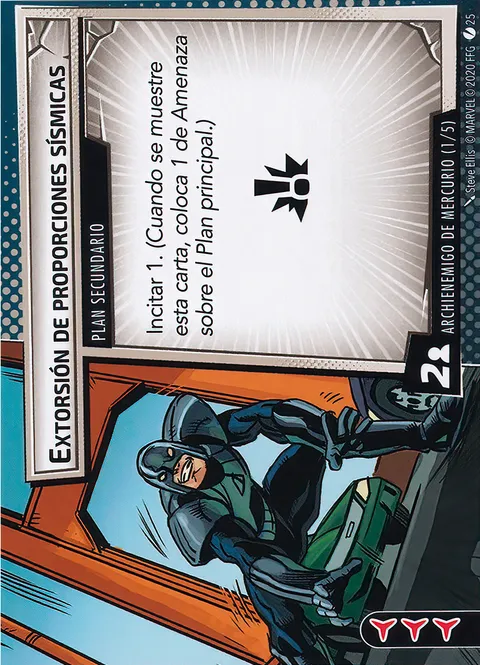 EXTORSIÓN DE PROPORCIONES SÍSMICAS
PLAN SECUNDARIO
Incitar 1. (Cuando se muestre
esta carta, coloca 1 de Amenaza
sobre el Plan principal.)
2
ARCHIENEMIGO DE MERCURIO (1/5)
Steve Ellis © MARVEL © 2020 FFG 25